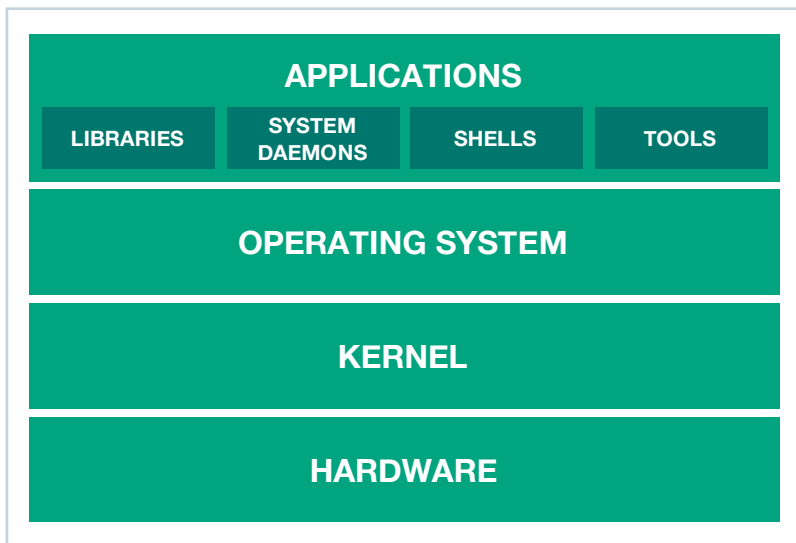 APPLICATIONS
LIBRARIES
SYSTEM
DAEMONS
SHELLS
TOOLS
OPERATING SYSTEM
KERNEL
HARDWARE